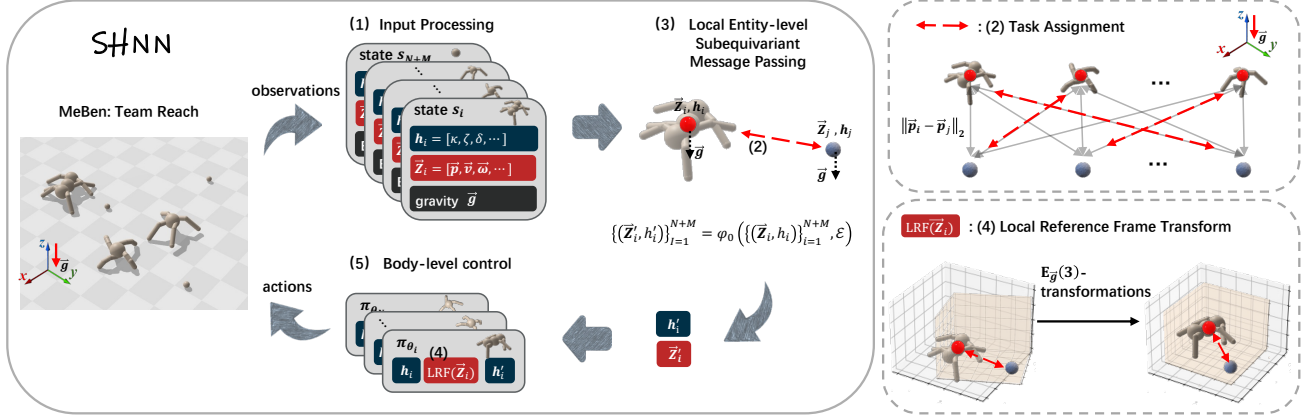 SHNN
MeBen: Team Reach
z
g⃗
x
y
observations
actions
(1) Input Processing
state s_{N+M}
state s_i
h_i = [κ, ζ, δ, ⋯]
Z⃗_i = [p⃗, v⃗, ω⃗, ⋯]
gravity g⃗
(3) Local Entity-level
Subequivariant
Message Passing
Z⃗_i, h_i
Z⃗_j, h_j
(2)
g⃗
g⃗
{(Z⃗'_i, h'_i)}_{I=1}^{N+M} = φ_0({(Z⃗_i, h_i)}_{i=1}^{N+M}, ℰ)
(5) Body-level control
π_{θ_i}
(4)
h_i
LRF(Z⃗_i)
h'_i
h'_i
Z⃗'_i
: (2) Task Assignment
z
g⃗
x
y
...
‖p⃗_i − p⃗_j‖_2
...
LRF(Z⃗_i) : (4) Local Reference Frame Transform
E_{g⃗}(3)-
transformations